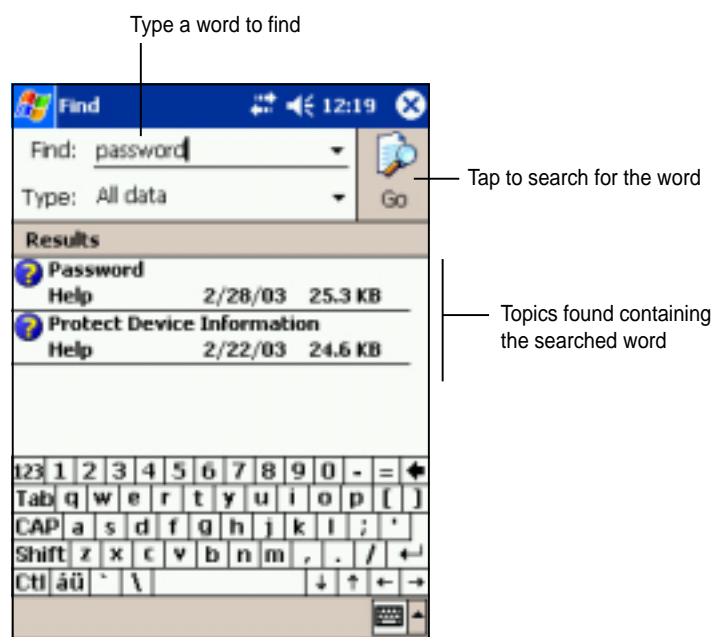 Type a word to find
Find 12:19
Find: password
Type: All data
Go
Tap to search for the word
Results
Password
Help 2/28/03 25.3 KB
Protect Device Information
Help 2/22/03 24.6 KB
Topics found containing
the searched word
123 1 2 3 4 5 6 7 8 9 0 - =
Tab q w e r t y u i o p [ ]
CAP a s d f g h j k l ; '
Shift z x c v b n m , . /
Ctl áü ` \